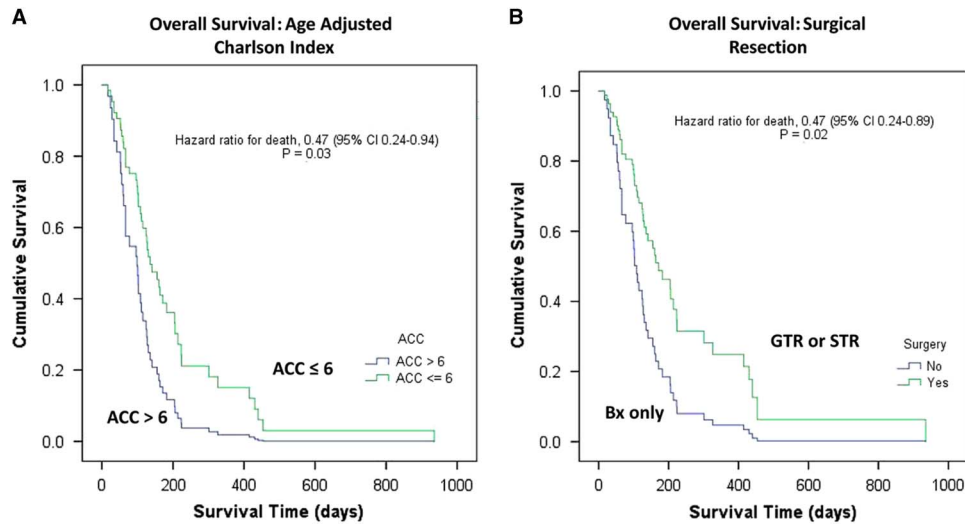 A
Overall Survival: Age Adjusted
Charlson Index
Cumulative Survival
1.0
0.8
0.6
0.4
0.2
0.0
Hazard ratio for death, 0.47 (95% CI 0.24-0.94)
P = 0.03
ACC
ACC > 6
ACC <= 6
ACC ≤ 6
ACC > 6
0
200
400
600
800
1000
Survival Time (days)
B
Overall Survival: Surgical
Resection
Cumulative Survival
1.0
0.8
0.6
0.4
0.2
0.0
Hazard ratio for death, 0.47 (95% CI 0.24-0.89)
P = 0.02
GTR or STR
Surgery
No
Yes
Bx only
0
200
400
600
800
1000
Survival Time (days)